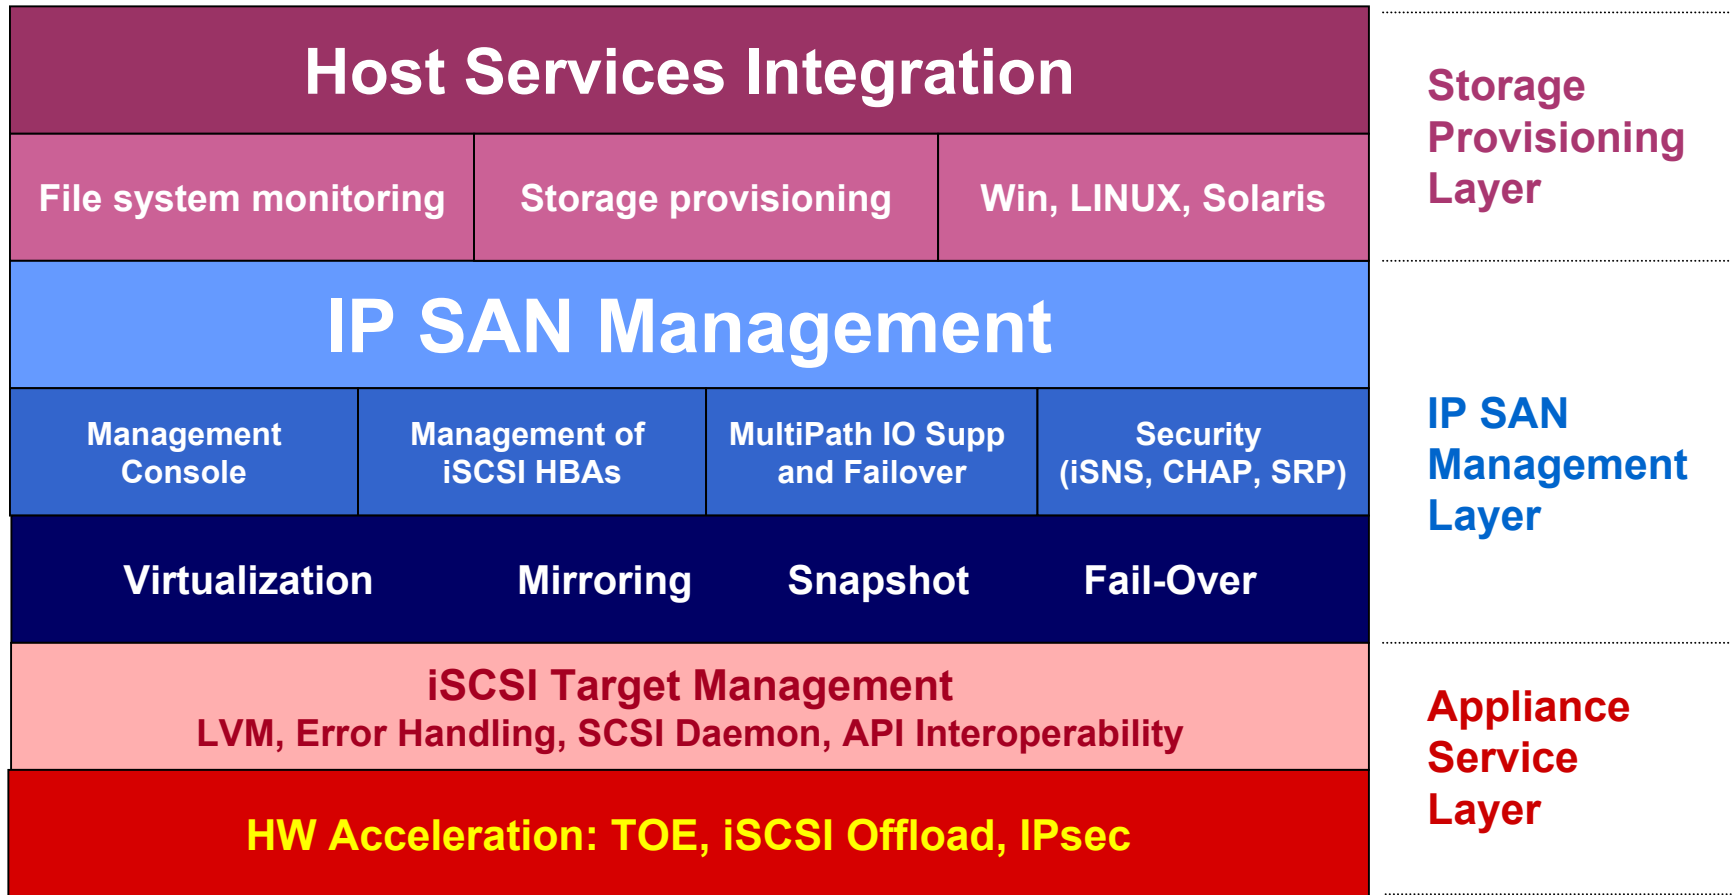 Host Services Integration
File system monitoring
Storage provisioning
Win, LINUX, Solaris
Storage
Provisioning
Layer
IP SAN Management
Management
Console
Management of
iSCSI HBAs
MultiPath IO Supp
and Failover
Security
(iSNS, CHAP, SRP)
Virtualization
Mirroring
Snapshot
Fail-Over
IP SAN
Management
Layer
iSCSI Target Management
LVM, Error Handling, SCSI Daemon, API Interoperability
HW Acceleration: TOE, iSCSI Offload, IPsec
Appliance
Service
Layer